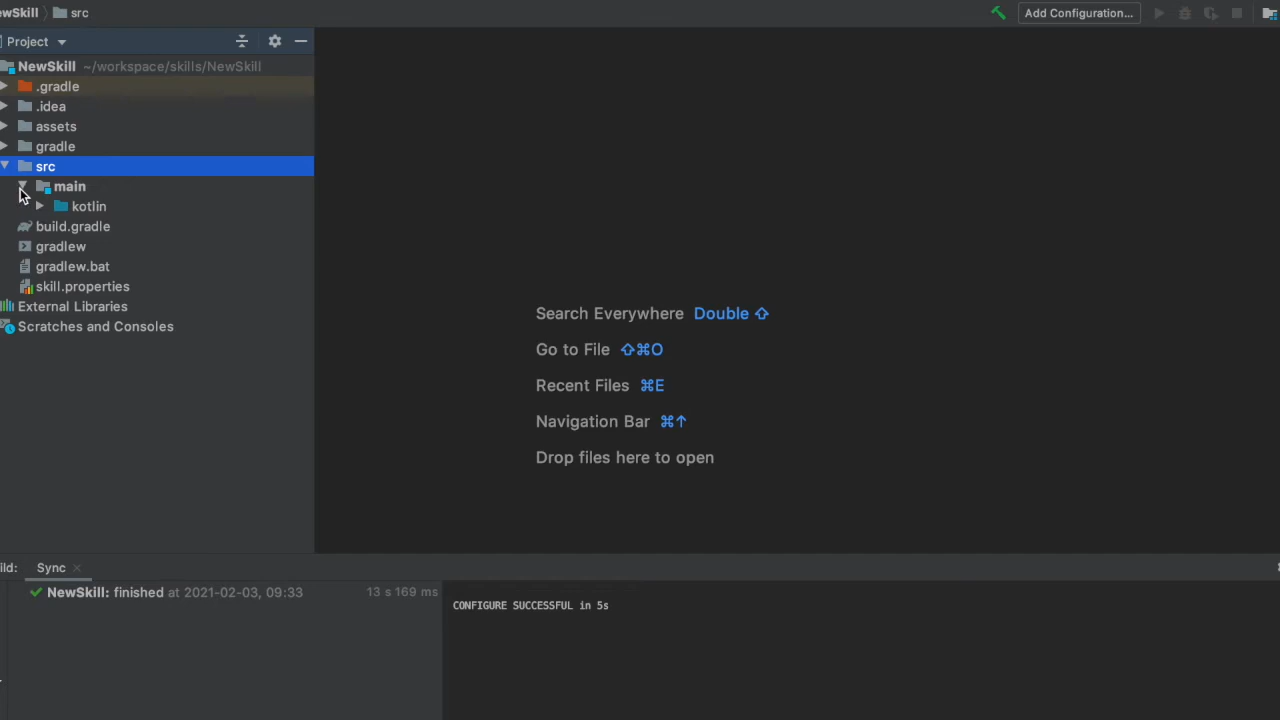 ewSkill src
Add Configuration...
Project
NewSkill ~/workspace/skills/NewSkill
.gradle
.idea
assets
gradle
src
main
kotlin
build.gradle
gradlew
gradlew.bat
skill.properties
External Libraries
Scratches and Consoles
Search Everywhere Double ⇧
Go to File ⇧⌘O
Recent Files ⌘E
Navigation Bar ⌘↑
Drop files here to open
ild: Sync
NewSkill: finished at 2021-02-03, 09:33 13 s 169 ms
CONFIGURE SUCCESSFUL in 5s